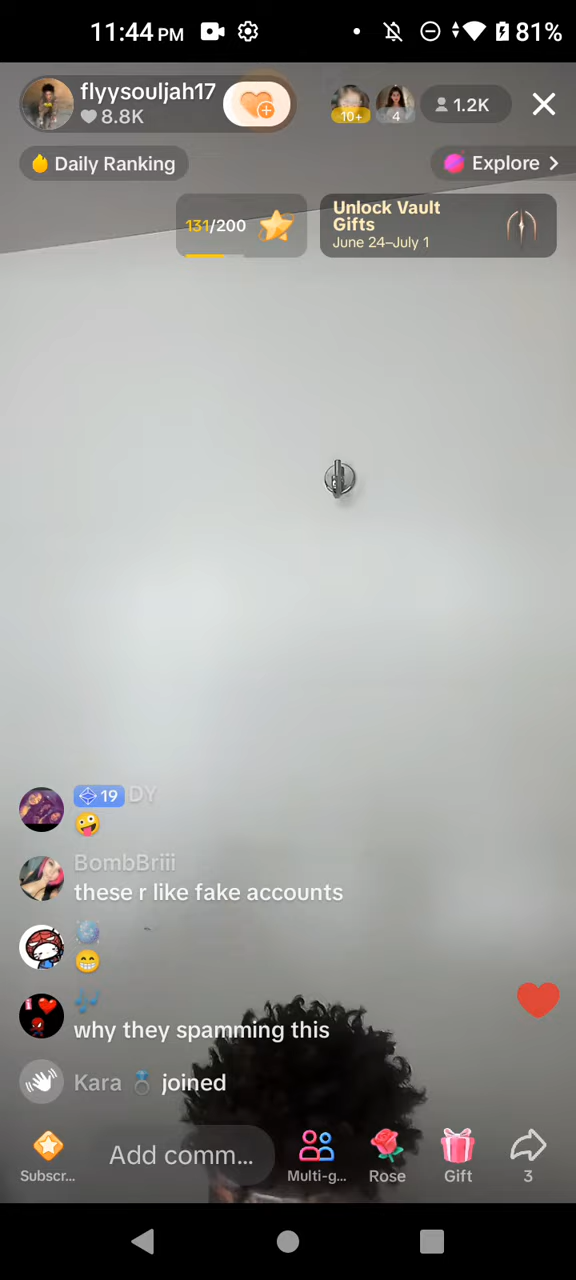 11:44 PM
81%
flyysouljah17
8.8K
10+
4
1.2K
Daily Ranking
Explore >
131/200
Unlock Vault
Gifts
June 24–July 1
19 DY
BombBriii
these r like fake accounts
why they spamming this
Kara joined
Subscr...
Add comm...
Multi-g...
Rose
Gift
3